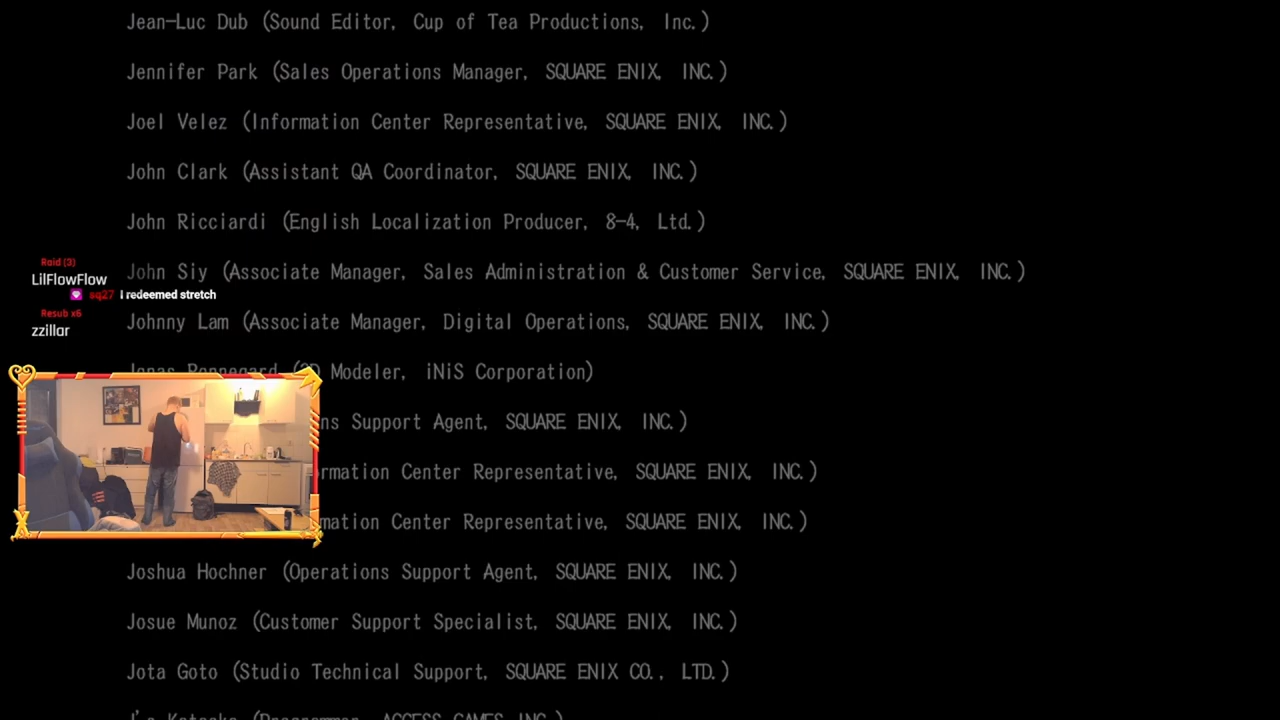 Jean-Luc Dub (Sound Editor, Cup of Tea Productions, Inc.)
Jennifer Park (Sales Operations Manager, SQUARE ENIX, INC.)
Joel Velez (Information Center Representative, SQUARE ENIX, INC.)
John Clark (Assistant QA Coordinator, SQUARE ENIX, INC.)
John Ricciardi (English Localization Producer, 8-4, Ltd.)
Raid (3)
LilFlowFlow
John Siy (Associate Manager, Sales Administration & Customer Service, SQUARE ENIX, INC.)
sq27 I redeemed stretch
Resub x6
zzillar
Johnny Lam (Associate Manager, Digital Operations, SQUARE ENIX, INC.)
Modeler, iNiS Corporation)
Support Agent, SQUARE ENIX, INC.)
Center Representative, SQUARE ENIX, INC.)
Center Representative, SQUARE ENIX, INC.)
Joshua Hochner (Operations Support Agent, SQUARE ENIX, INC.)
Josue Munoz (Customer Support Specialist, SQUARE ENIX, INC.)
Jota Goto (Studio Technical Support, SQUARE ENIX CO., LTD.)